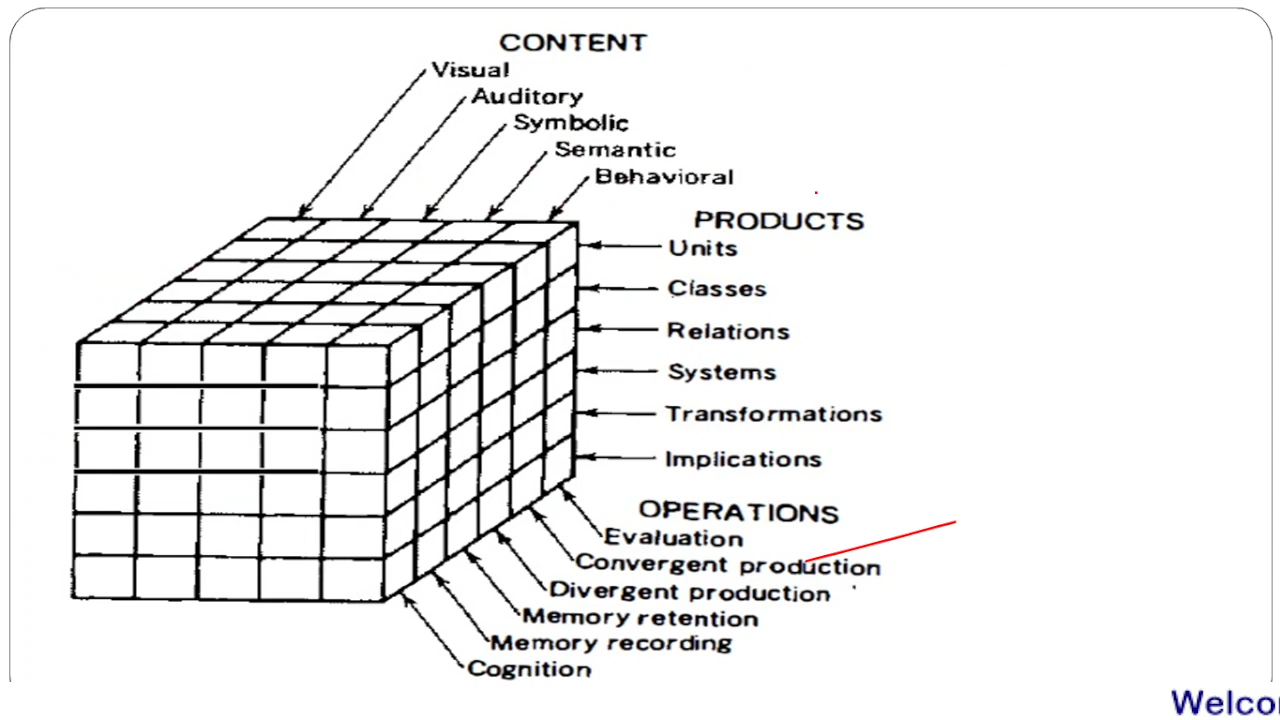 CONTENT
Visual
Auditory
Symbolic
Semantic
Behavioral
PRODUCTS
Units
Classes
Relations
Systems
Transformations
Implications
OPERATIONS
Evaluation
Convergent production
Divergent production
Memory retention
Memory recording
Cognition